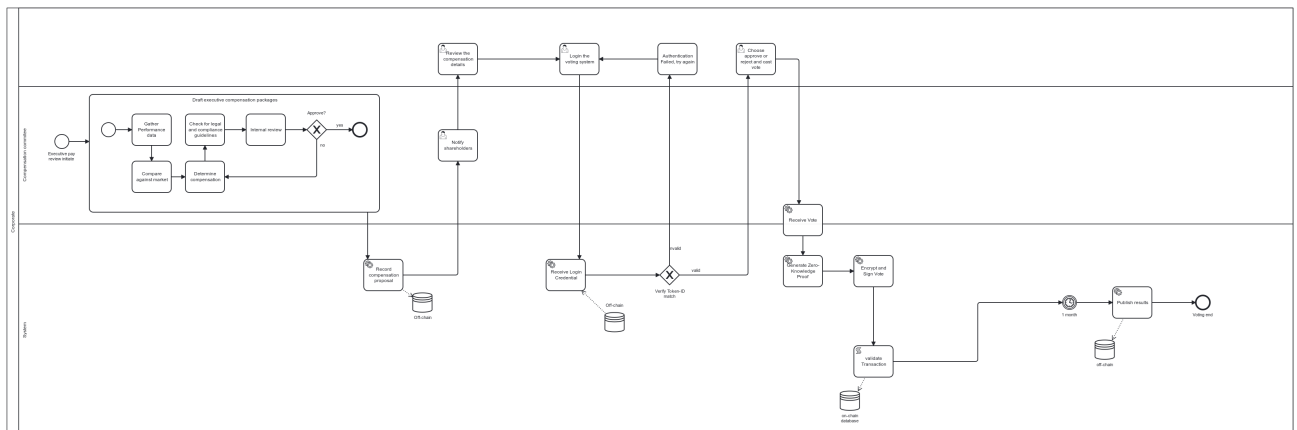 Corporate
Compensation committee
System
Review the
compensation
details
Login the
voting system
Authentication
Failed, try again
Choose
approve or
reject and cast
vote
Executive pay
review initiate
Draft executive compensation packages
Gather
Performance
data
Compare
against market
Check for legal
and compliance
guidelines
Determine
compensation
Internal review
Approve?
yes
no
Notify
shareholders
Record
compensation
proposal
Off-chain
Receive Login
Credential
Off-chain
invalid
valid
Verify Token-ID
match
Receive Vote
Generate Zero-
Knowledge
Proof
Encrypt and
Sign Vote
validate
Transaction
on-chain
database
1 month
Publish results
off-chain
Voting end